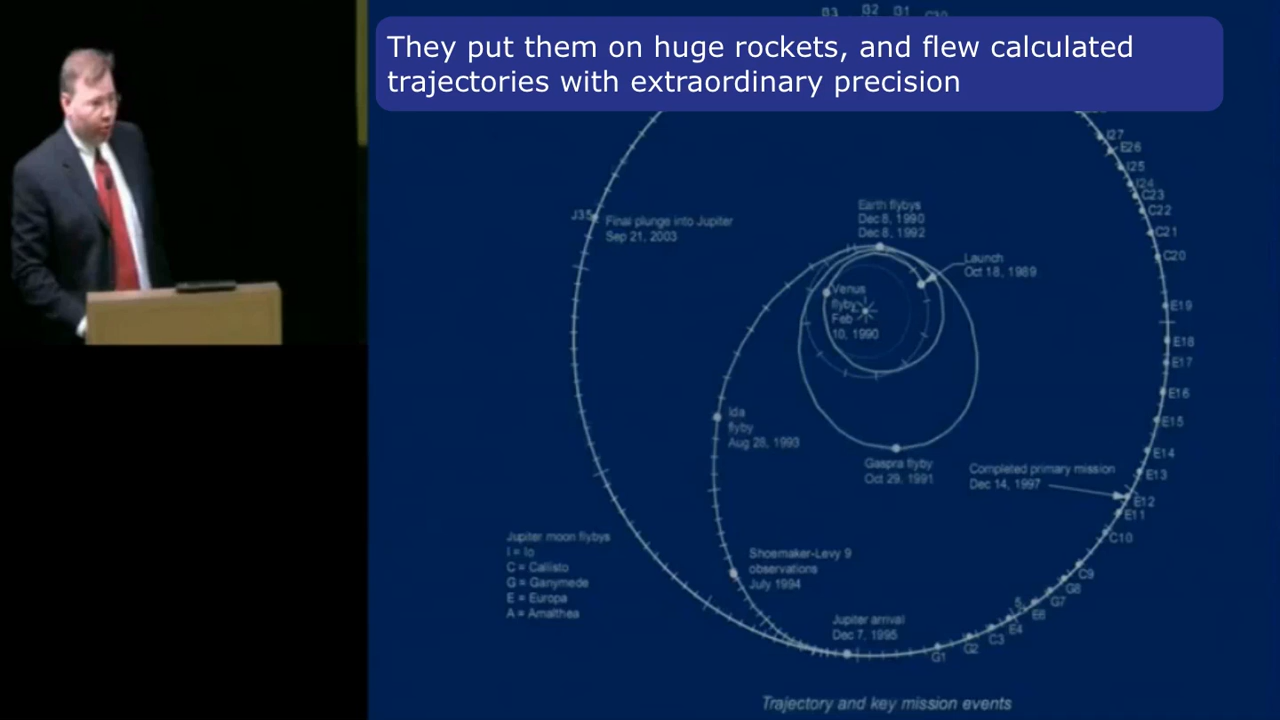 B3 B2 B1 C30
They put them on huge rockets, and flew calculated
trajectories with extraordinary precision
I27
E26
I25
I24
C23
C22
C21
C20
E19
E18
E17
E16
E15
E14
E13
E12
E11
C10
C9
G8
G7
E6
5
E4
C3
G2
G1
J35
Final plunge into Jupiter
Sep 21, 2003
Earth flybys
Dec 8, 1990
Dec 8, 1992
Launch
Oct 18, 1989
Venus
flyby
Feb
10, 1990
Ida
flyby
Aug 28, 1993
Gaspra flyby
Oct 29, 1991
Completed primary mission
Dec 14, 1997
Jupiter moon flybys
I = Io
C = Callisto
G = Ganymede
E = Europa
A = Amalthea
Shoemaker-Levy 9
observations
July 1994
Jupiter arrival
Dec 7, 1995
Trajectory and key mission events